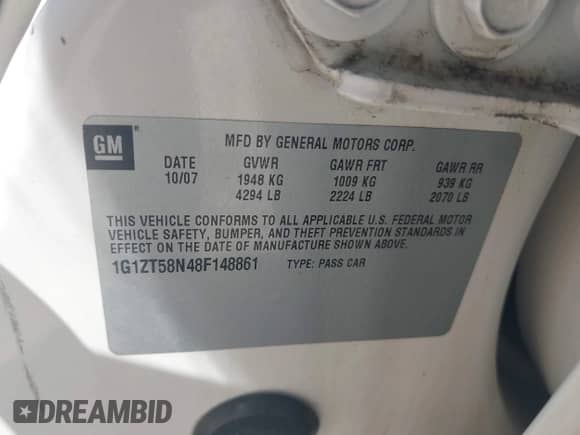 GM ®
MFD BY GENERAL MOTORS CORP.
DATE GVWR GAWR FRT GAWR RR
10/07 1948 KG 1009 KG 939 KG
4294 LB 2224 LB 2070 LB
THIS VEHICLE CONFORMS TO ALL APPLICABLE U.S. FEDERAL MOTOR
VEHICLE SAFETY, BUMPER, AND THEFT PREVENTION STANDARDS IN
EFFECT ON THE DATE OF MANUFACTURE SHOWN ABOVE.
1G1ZT58N48F148861 TYPE: PASS CAR
DREAMBID